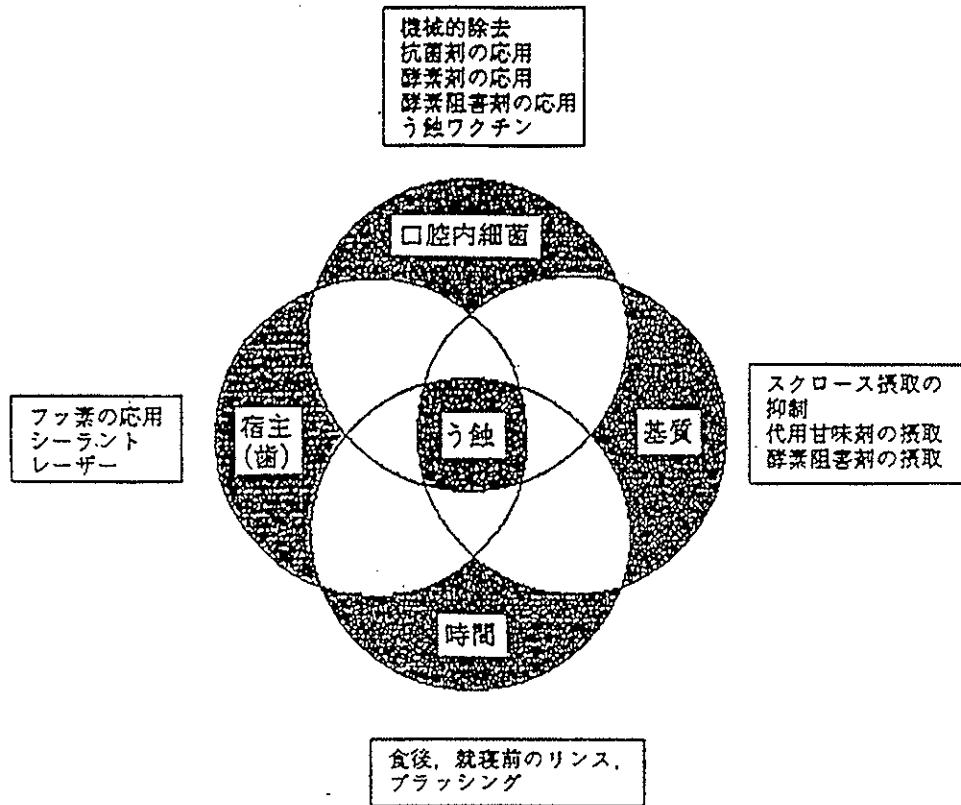 機械的除去
抗菌剤の応用
酵素剤の応用
酵素阻害剤の応用
う蝕ワクチン
口腔内細菌
フッ素の応用
シーラント
レーザー
宿主
(歯)
う蝕
基質
スクロース摂取の
抑制
代用甘味剤の摂取
酵素阻害剤の摂取
時間
食後，就寝前のリンス，
ブラッシング